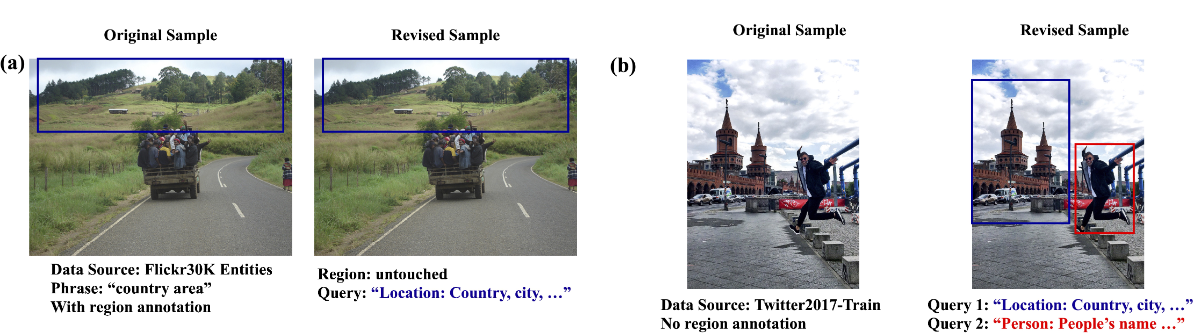 (a)
Original Sample
Revised Sample
Data Source: Flickr30K Entities
Phrase: “country area”
With region annotation
Region: untouched
Query: “Location: Country, city, …”
(b)
Original Sample
Revised Sample
Data Source: Twitter2017-Train
No region annotation
Query 1: “Location: Country, city, …”
Query 2: “Person: People’s name …”